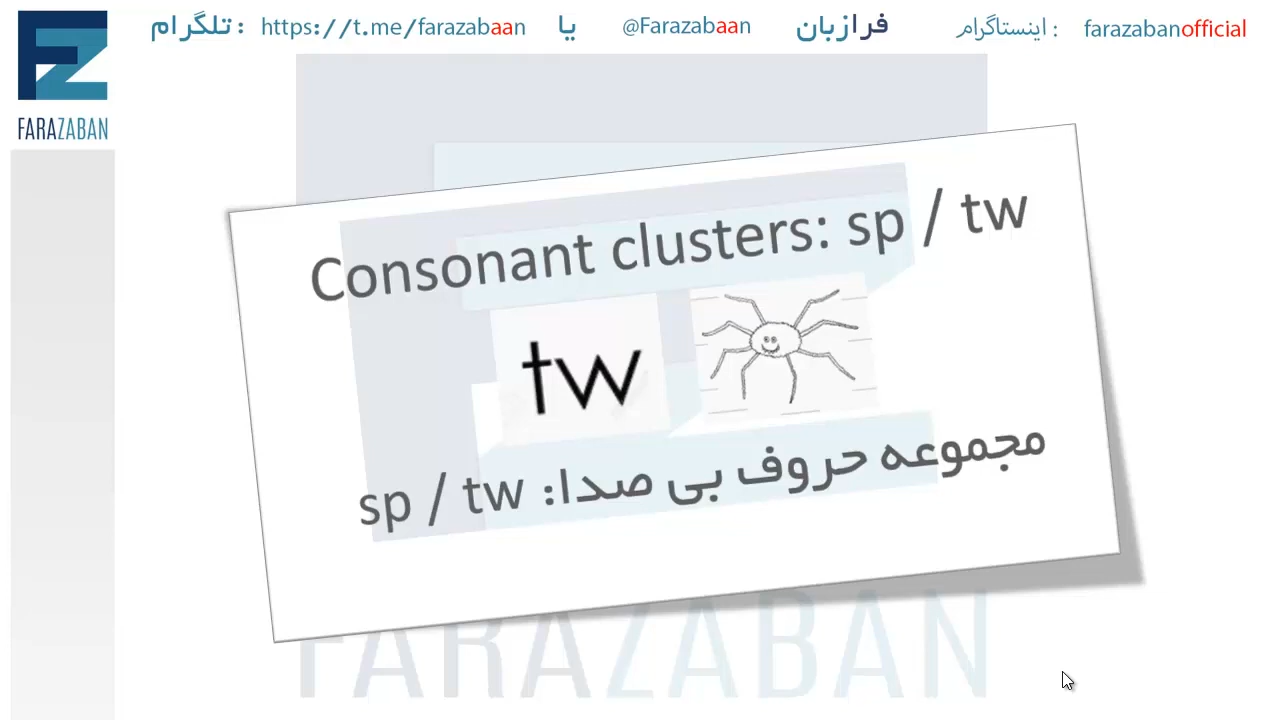 تلگرام : https://t.me/farazabaan یا @Farazabaan فرازبان اینستاگرام : farazabanofficial
FARAZABAN
Consonant clusters: sp / tw
tw
مجموعه حروف بی صدا: sp / tw
FARAZABAN